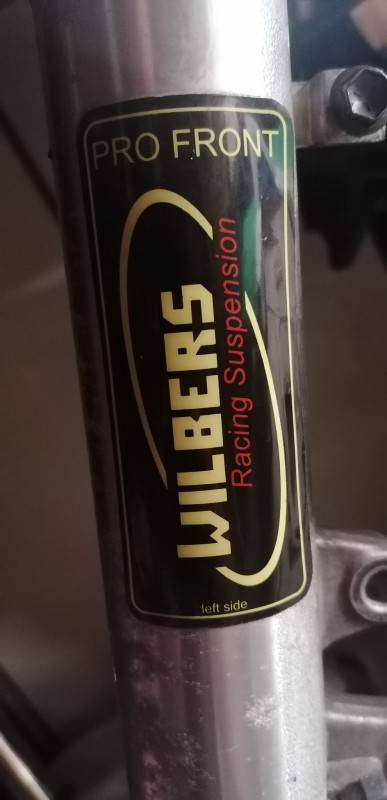 PRO FRONT
WILBERS
Racing Suspension
left side